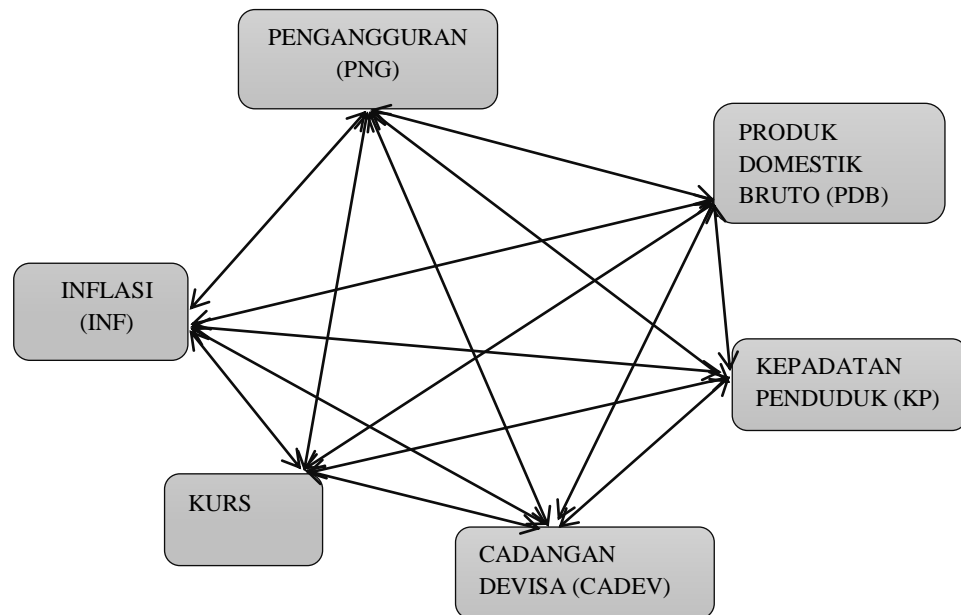 PENGANGGURAN
(PNG)
PRODUK
DOMESTIK
BRUTO (PDB)
INFLASI
(INF)
KEPADATAN
PENDUDUK (KP)
KURS
CADANGAN
DEVISA (CADEV)